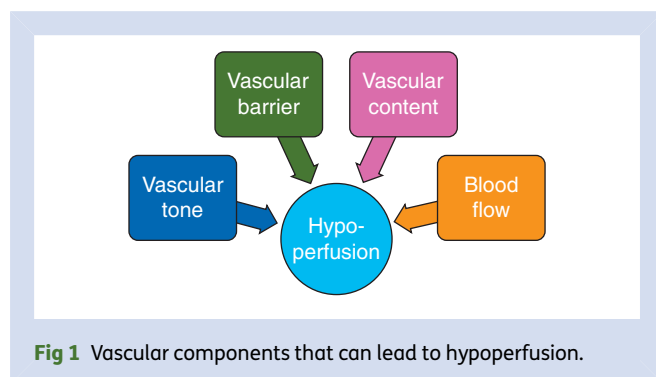 Vascular
barrier
Vascular
content
Vascular
tone
Blood
flow
Hypo-
perfusion
Fig 1 Vascular components that can lead to hypoperfusion.